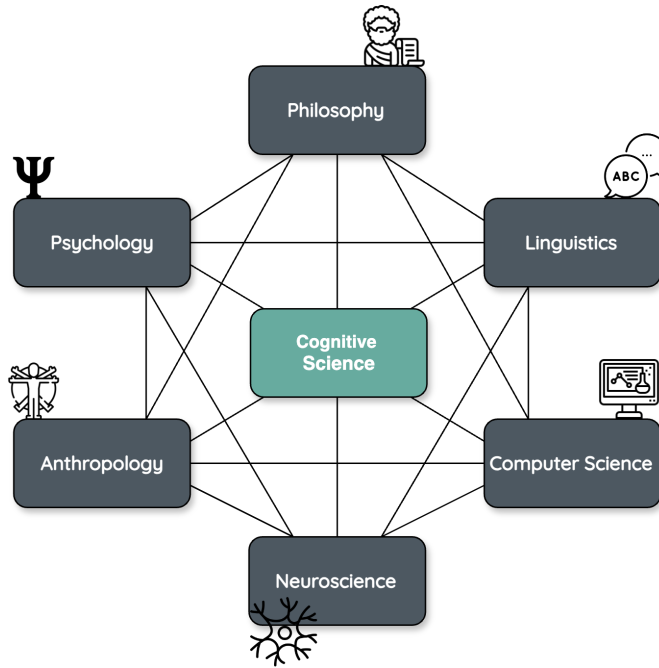 Philosophy
ABC
...
Psychology
Linguistics
Cognitive
Science
Anthropology
Computer Science
Neuroscience